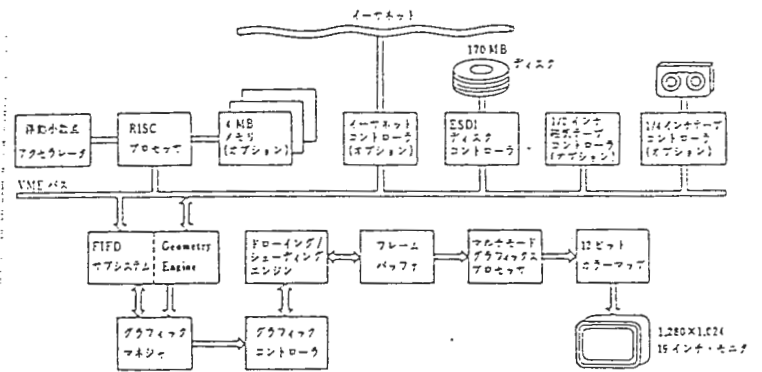 イーサネット
170 MB
ディスク
浮動小数点
アクセラレータ
RISC
プロセッサ
4 MB
メモリ
(オプション)
イーサネット
コントローラ
(オプション)
ESDI
ディスク
コントローラ
1/2インチ
磁気テープ
コントローラ
(オプション)
1/4インチテープ
コントローラ
(オプション)
VMEバス
FIFO
サブシステム
Geometry
Engine
ドローイング/
シェーディング
エンジン
フレーム
バッファ
マルチモード
グラフィックス
プロセッサ
12ビット
カラーマップ
グラフィック
マネジャ
グラフィック
コントローラ
1,280×1,024
19インチ・モニタ